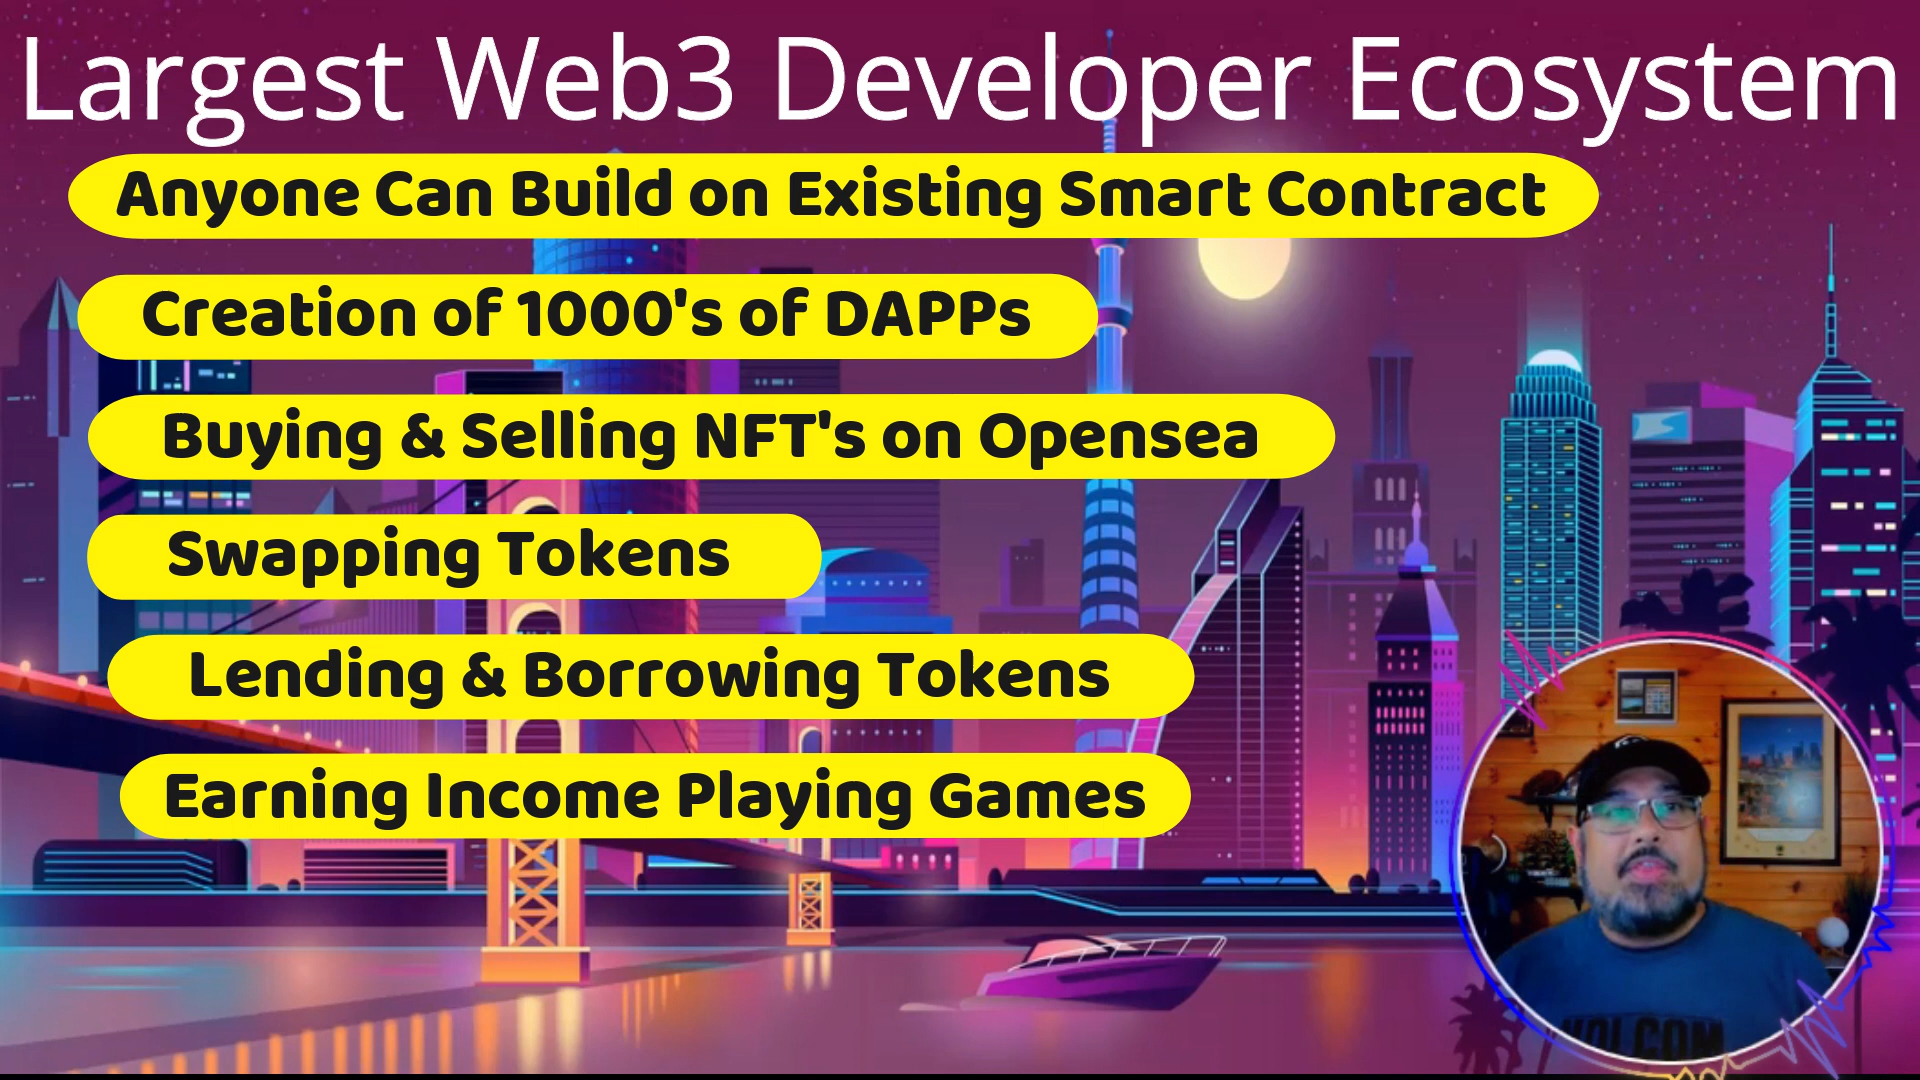 Largest Web3 Developer Ecosystem
Anyone Can Build on Existing Smart Contract
Creation of 1000's of DAPPs
Buying & Selling NFT's on Opensea
Swapping Tokens
Lending & Borrowing Tokens
Earning Income Playing Games
VOLCOM